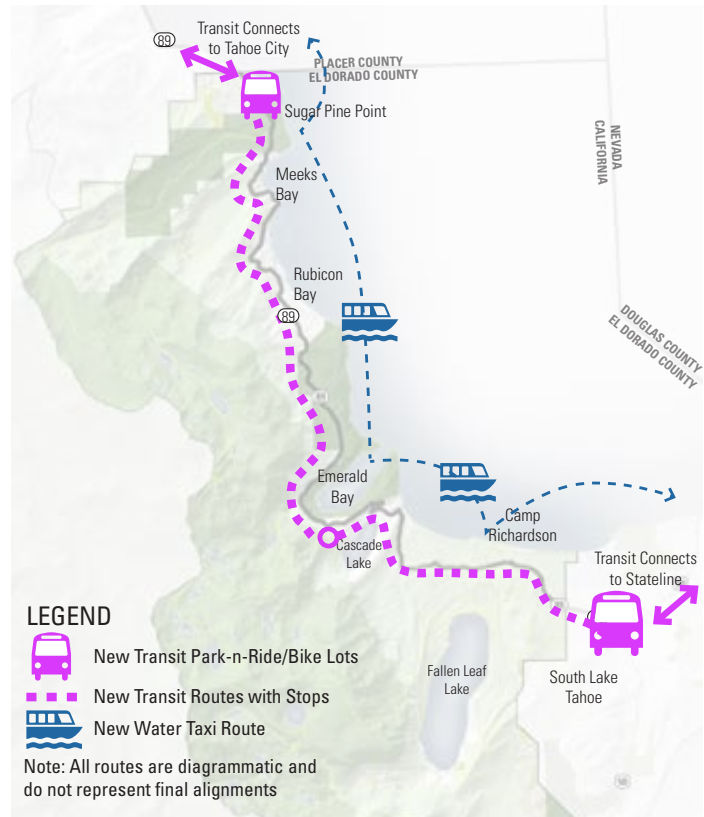 Transit Connects
to Tahoe City
89
PLACER COUNTY
EL DORADO COUNTY
Sugar Pine Point
NEVADA
CALIFORNIA
Meeks
Bay
Rubicon
Bay
89
DOUGLAS COUNTY
EL DORADO COUNTY
89
Emerald
Bay
Camp
Richardson
Cascade
Lake
Transit Connects
to Stateline
LEGEND
New Transit Park-n-Ride/Bike Lots
Fallen Leaf
Lake
South Lake
Tahoe
New Transit Routes with Stops
New Water Taxi Route
Note: All routes are diagrammatic and
do not represent final alignments